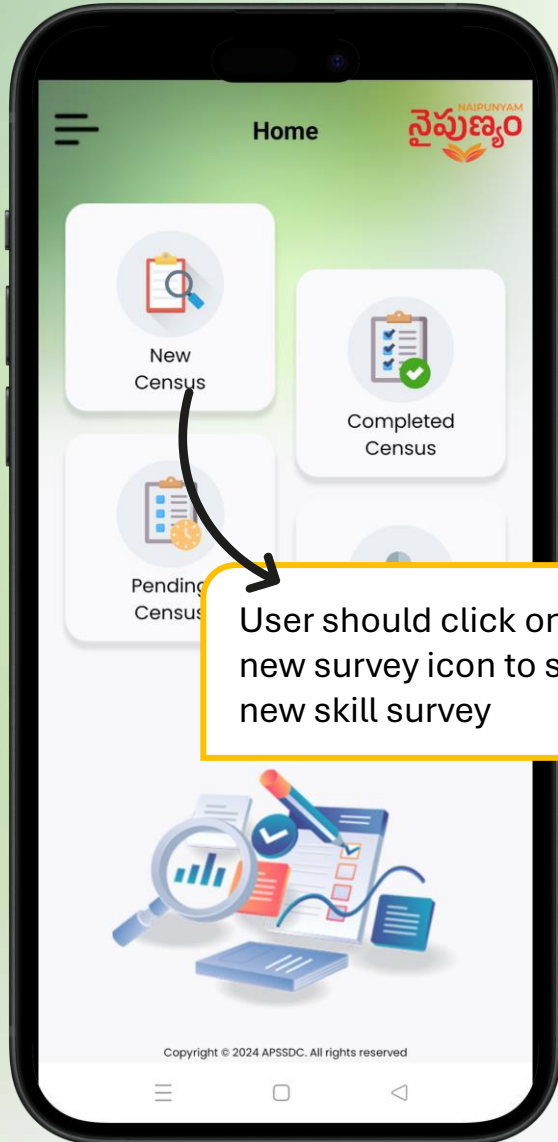 Home
NAIPUNYAM
నైపుణ్యం
New
Census
Completed
Census
Pending
Census
User should click on
new survey icon to s
new skill survey
Copyright © 2024 APSSDC. All rights reserved